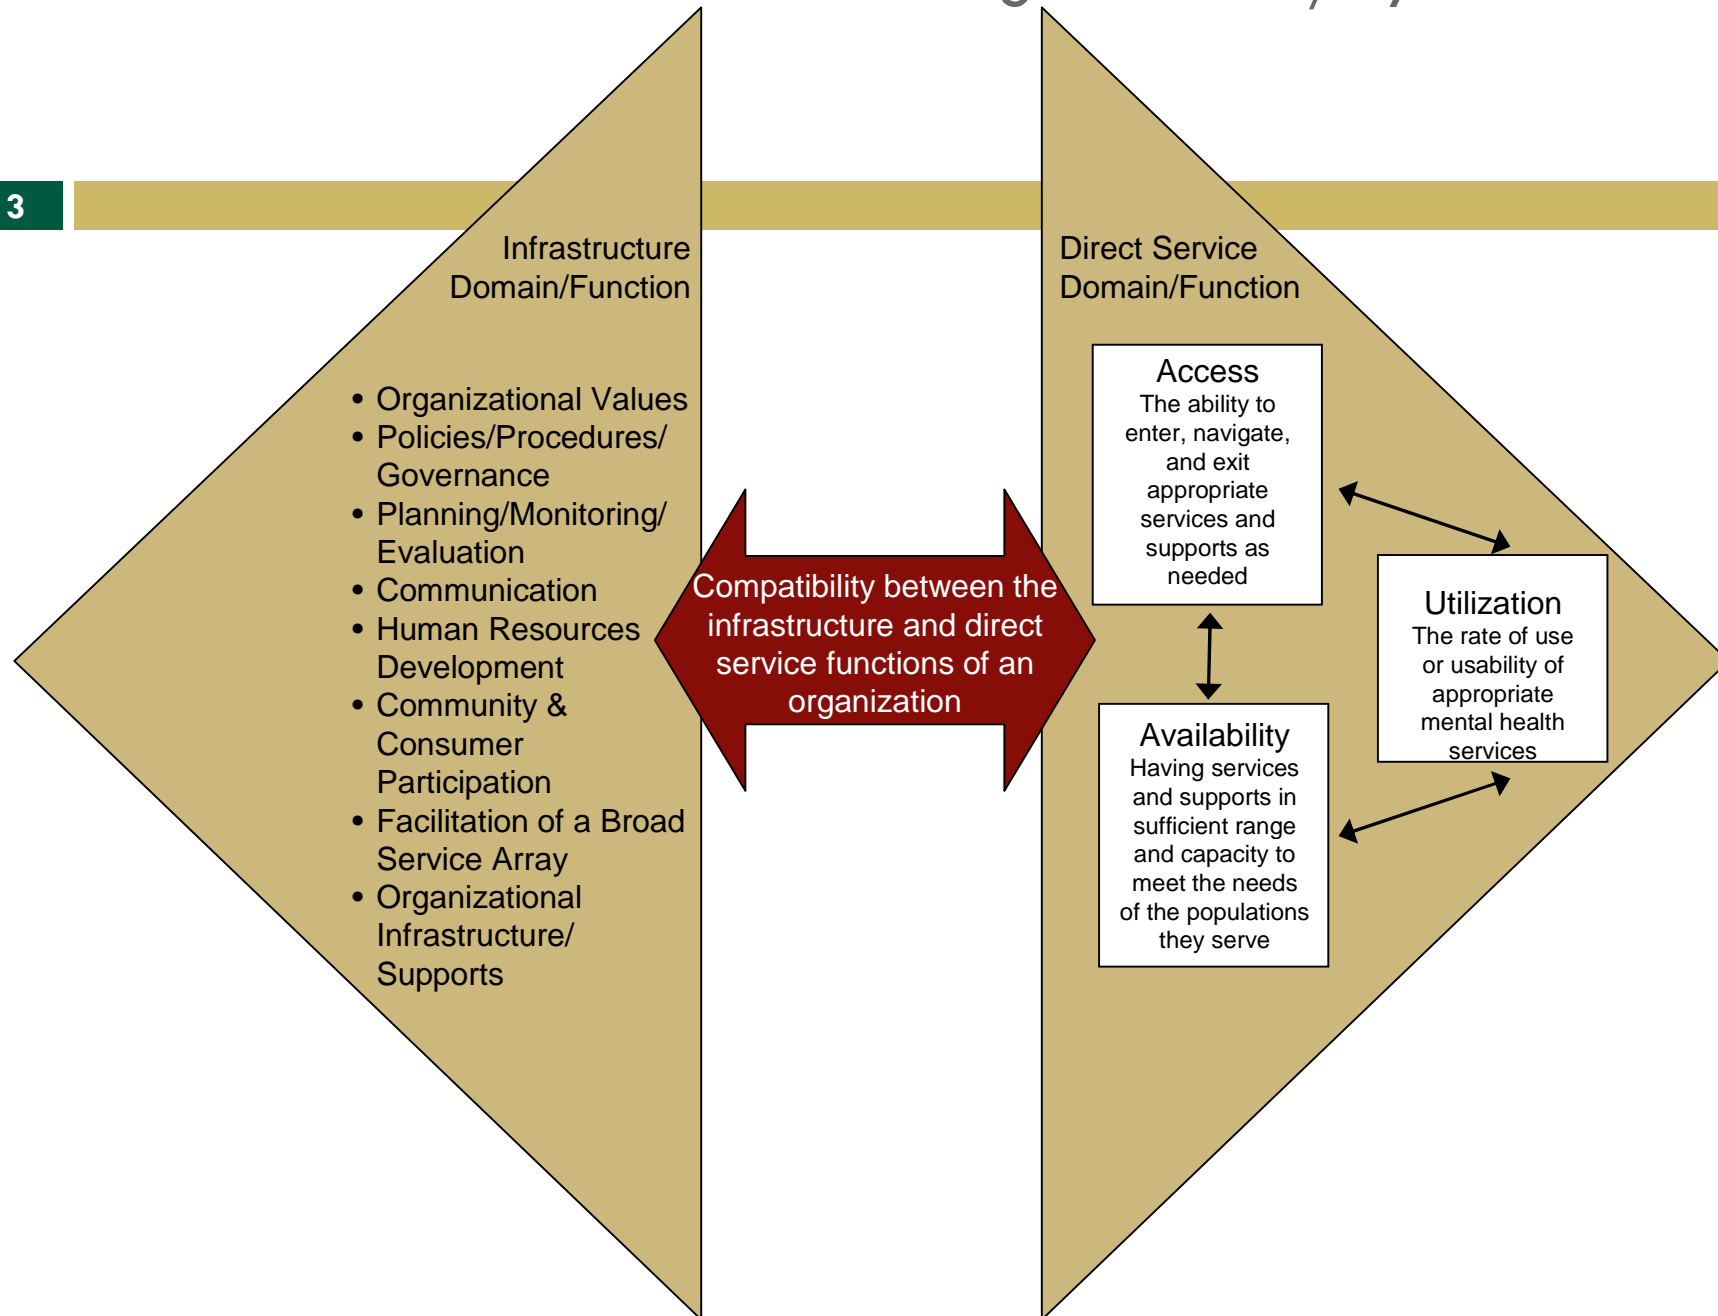 3
Infrastructure
Domain/Function
• Organizational Values
• Policies/Procedures/
Governance
• Planning/Monitoring/
Evaluation
• Communication
• Human Resources
Development
• Community &
Consumer
Participation
• Facilitation of a Broad
Service Array
• Organizational
Infrastructure/
Supports
Compatibility between the
infrastructure and direct
service functions of an
organization
Direct Service
Domain/Function
Access
The ability to
enter, navigate,
and exit
appropriate
services and
supports as
needed
Utilization
The rate of use
or usability of
appropriate
mental health
services
Availability
Having services
and supports in
sufficient range
and capacity to
meet the needs
of the populations
they serve